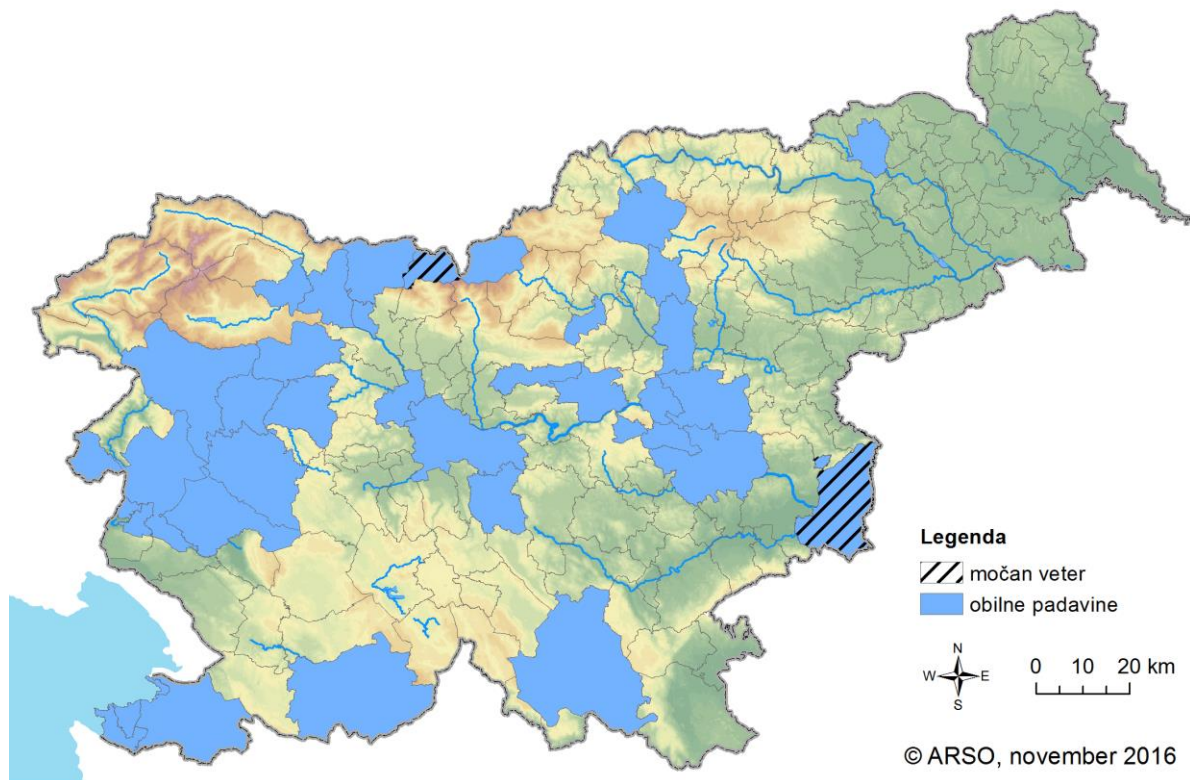 Legenda
močan veter
obilne padavine
N
W E
S
0 10 20 km
© ARSO, november 2016